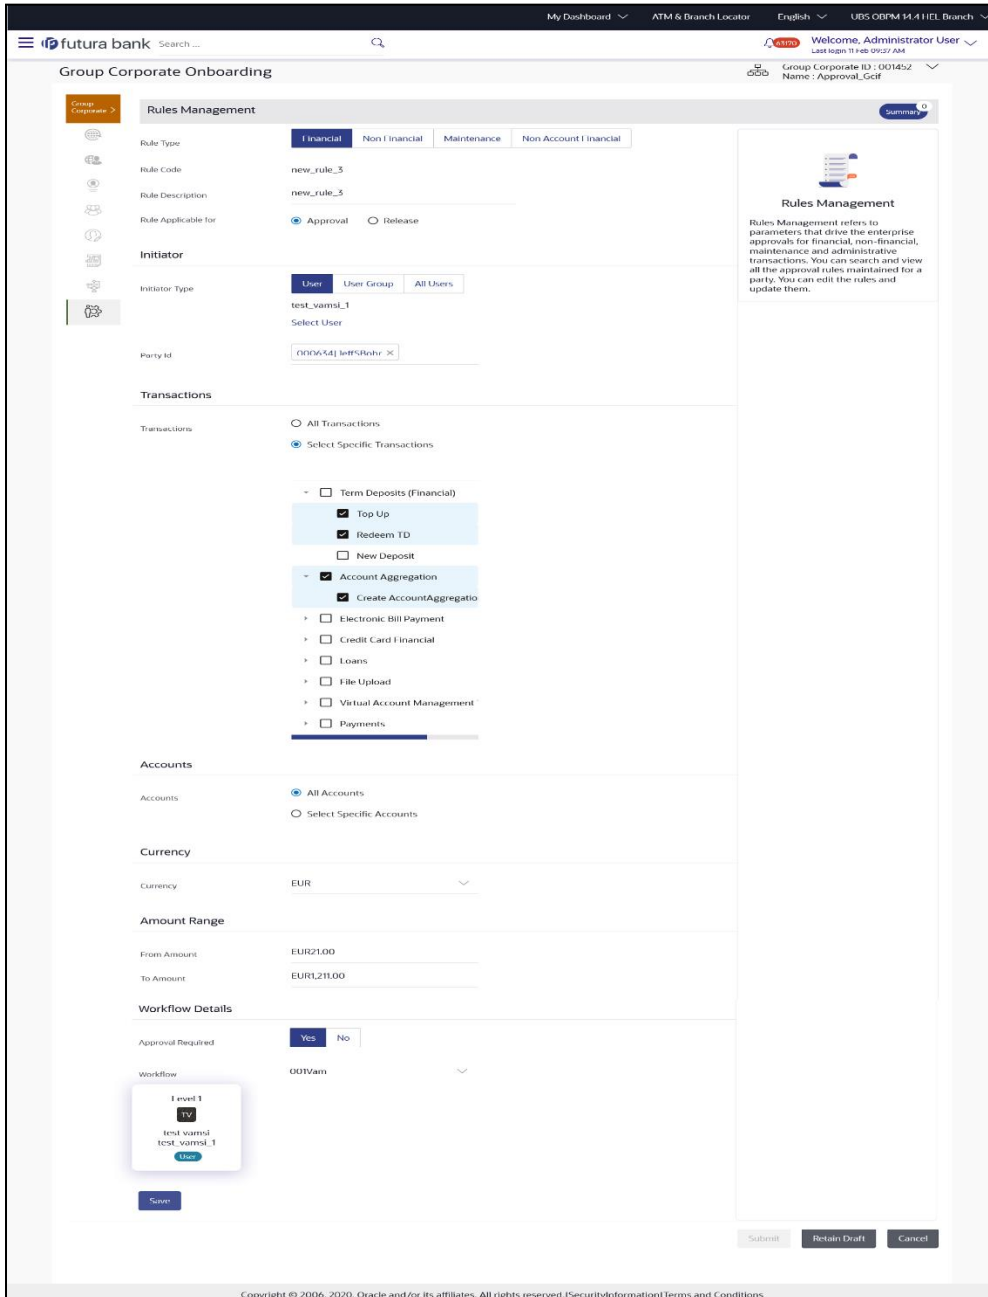 My Dashboard ATM & Branch Locator English UBS OBPM 14.4 HEL Branch
futura bank Search ... 63170 Welcome, Administrator User
Last login 11 Feb 09:37 AM
Group Corporate Onboarding Group Corporate ID : 001452
Name : Approval_Gcif
Group Corporate > Rules Management Summary 0
Rule Type Financial Non Financial Maintenance Non Account Financial
Rule Code new_rule_3
Rule Description new_rule_3
Rule Applicable for Approval Release
Initiator
Initiator Type User User Group All Users
test_vamsi_1
Select User
Party Id 000634| JeffSBohr ×
Transactions
Transactions All Transactions
Select Specific Transactions
Term Deposits (Financial)
Top Up
Redeem TD
New Deposit
Account Aggregation
Create AccountAggregatio
Electronic Bill Payment
Credit Card Financial
Loans
File Upload
Virtual Account Management
Payments
Accounts
Accounts All Accounts
Select Specific Accounts
Currency
Currency EUR
Amount Range
From Amount EUR21.00
To Amount EUR1,211.00
Workflow Details
Approval Required Yes No
Workflow 001Vam
Level 1
TV
test vamsi
test_vamsi_1
User
Save
Rules Management
Rules Management refers to
parameters that drive the enterprise
approvals for financial, non-financial,
maintenance and administrative
transactions. You can search and view
all the approval rules maintained for a
party. You can edit the rules and
update them.
Submit Retain Draft Cancel
Copyright © 2006, 2020, Oracle and/or its affiliates. All rights reserved.|SecurityInformation|Terms and Conditions